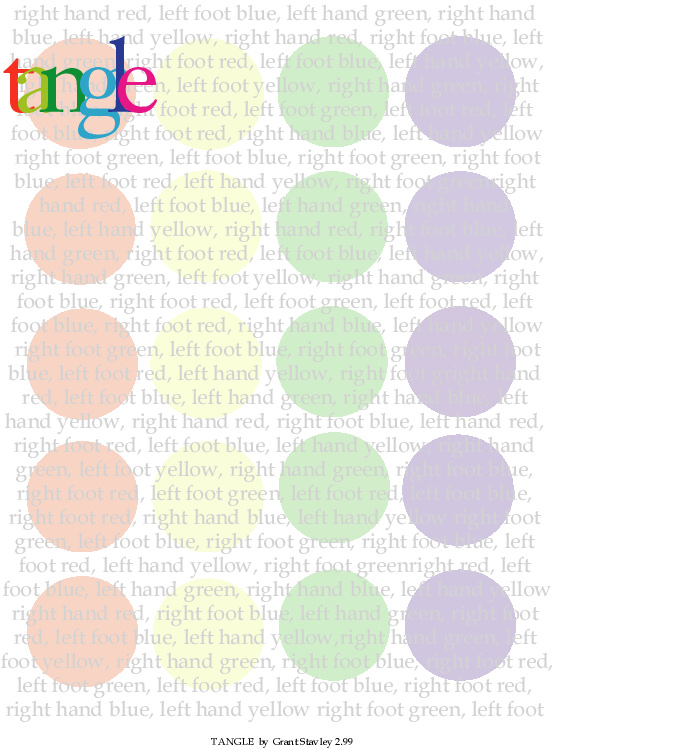 right hand red, left foot blue, left hand green, right hand
blue, left hand yellow, right foot blue, left
hand green, right foot red, left foot blue, left hand yellow,
tangle
right hand green, left foot yellow, right hand green, right
foot blue, right foot red, left foot green, left foot red, left
foot blue, right foot red, right hand blue, left hand yellow
right foot green, left foot blue, right foot green, right foot
blue, left foot red, left hand yellow, right foot green right
hand red, left foot blue, left hand green, right hand
blue, left hand yellow, right hand red, right foot blue, left
hand green, right foot red, left foot blue, left hand yellow,
right hand green, left foot yellow, right hand green, right
foot blue, right foot red, left foot green, left foot red, left
foot blue, right foot red, right hand blue, left hand yellow
right foot green, left foot blue, right foot green, right foot
blue, left foot red, left hand yellow, right foot gright hand
red, left foot blue, left hand green, right hand blue, left
hand yellow, right hand red, right foot blue, left hand red,
right foot red, left foot blue, left hand yellow, right hand
green, left foot yellow, right hand green, right foot blue,
right foot red, left foot green, left foot red, left foot blue,
right foot red, right hand blue, left hand yellow right foot
green, left foot blue, right foot green, right foot blue, left
foot red, left hand yellow, right foot greenright red, left
foot blue, left hand green, right hand blue, left hand yellow
right hand red, right foot blue, left hand green, right foot
red, left foot blue, left hand yellow,right hand green, left
foot yellow, right hand green, right foot blue, right foot red,
left foot green, left foot red, left foot blue, right foot red,
right hand blue, left hand yellow right foot green, left foot
TANGLE by Grant Stavley 2.99